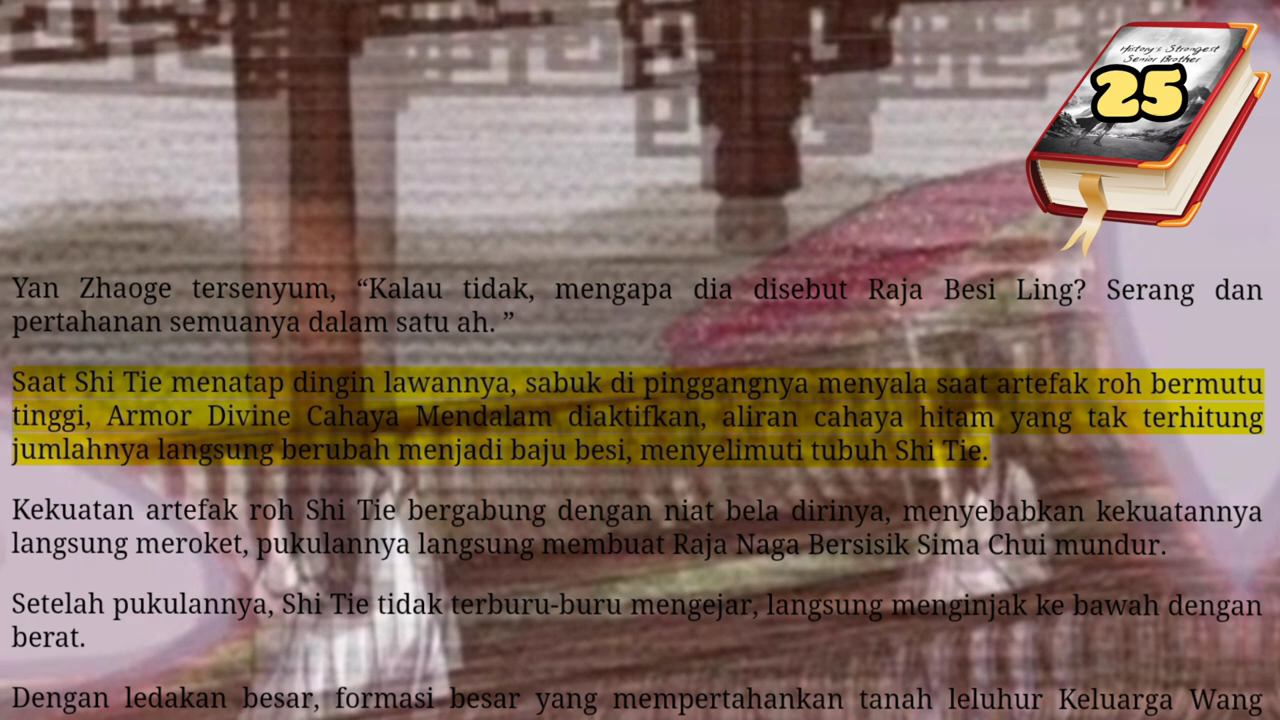 History's Strongest
Senior Brother
25
Yan Zhaoge tersenyum, “Kalau tidak, mengapa dia disebut Raja Besi Ling? Serang dan
pertahanan semuanya dalam satu ah. ”
Saat Shi Tie menatap dingin lawannya, sabuk di pinggangnya menyala saat artefak roh bermutu
tinggi, Armor Divine Cahaya Mendalam diaktifkan, aliran cahaya hitam yang tak terhitung
jumlahnya langsung berubah menjadi baju besi, menyelimuti tubuh Shi Tie.
Kekuatan artefak roh Shi Tie bergabung dengan niat bela dirinya, menyebabkan kekuatannya
langsung meroket, pukulannya langsung membuat Raja Naga Bersisik Sima Chui mundur.
Setelah pukulannya, Shi Tie tidak terburu-buru mengejar, langsung menginjak ke bawah dengan
berat.
Dengan ledakan besar, formasi besar yang mempertahankan tanah leluhur Keluarga Wang